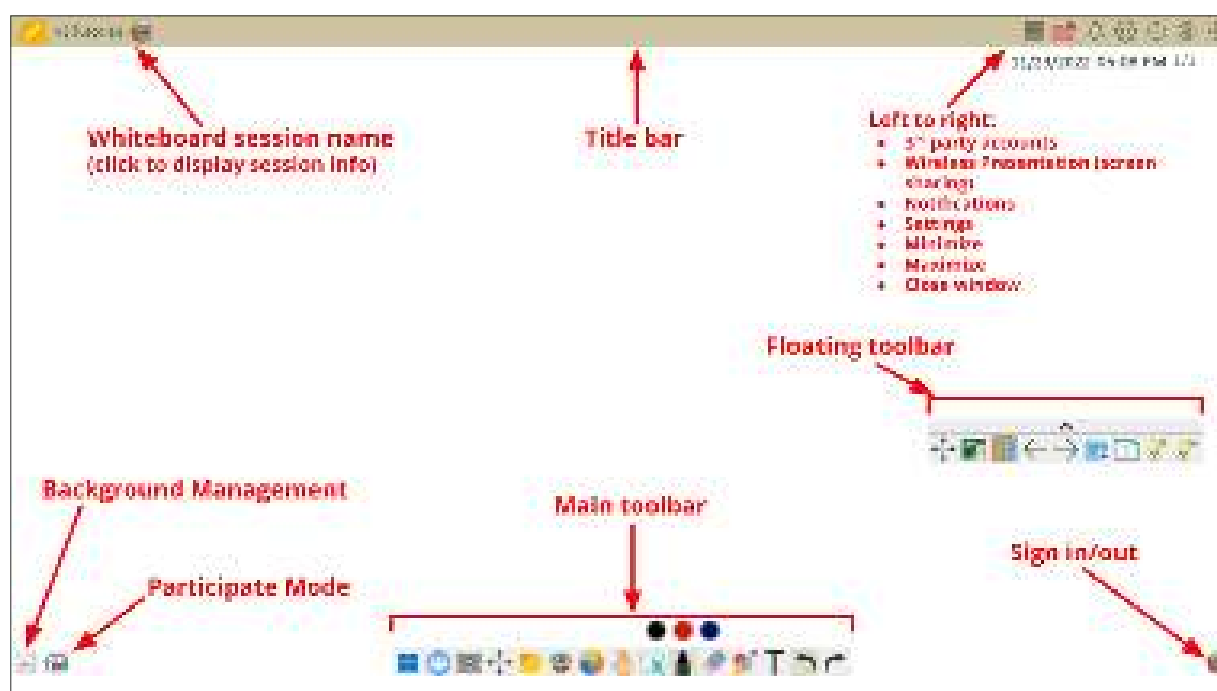 Whiteboard session name
(click to display session info)
Title bar
Left to right:
• 3rd party accounts
• Wireless Presentation (screen
sharing)
• Notifications
• Settings
• Minimize
• Maximize
• Close window
Floating toolbar
Background Management
Main toolbar
Sign in/out
Participate Mode
T